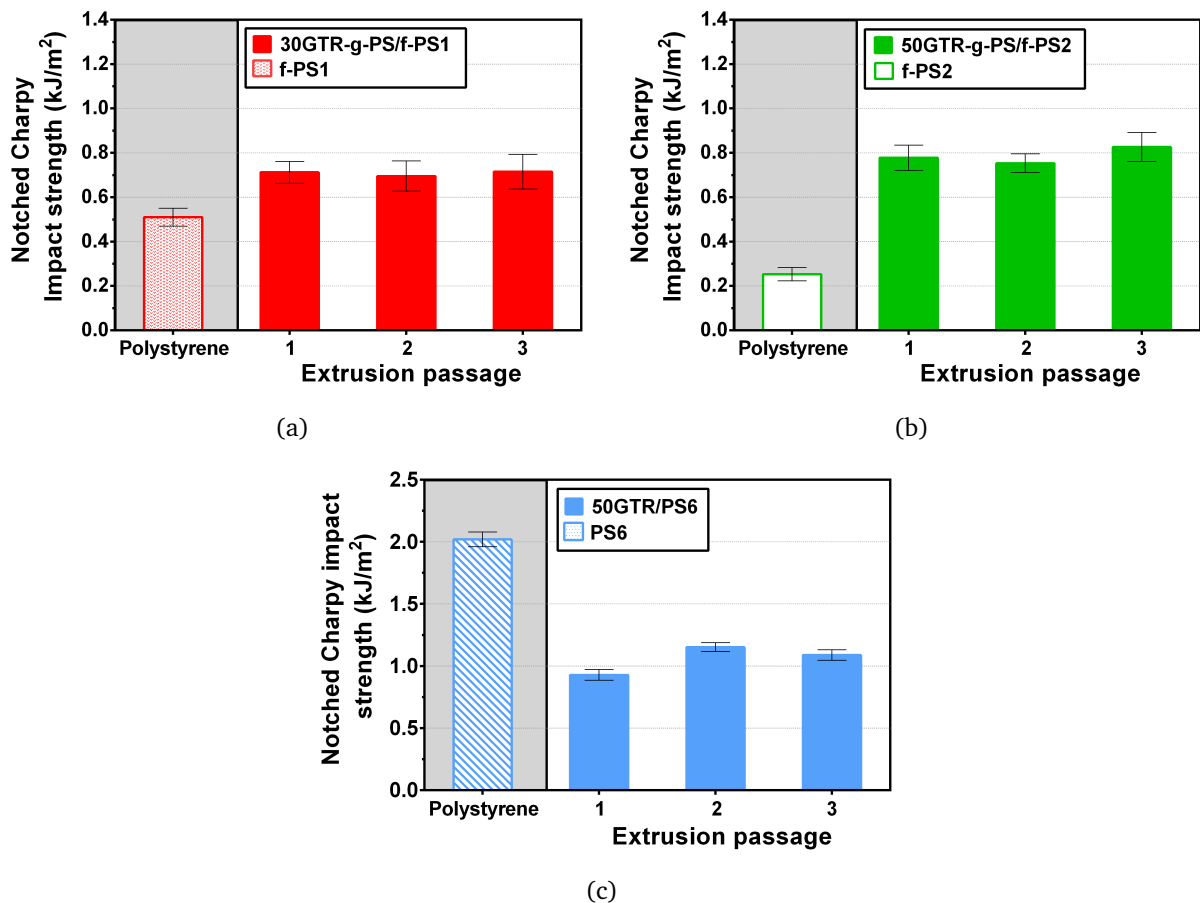 Notched Charpy
Impact strength (kJ/m²)
1.4
1.2
1.0
0.8
0.6
0.4
0.2
0.0
30GTR-g-PS/f-PS1
f-PS1
Polystyrene 1 2 3
Extrusion passage
(a)
Notched Charpy
Impact strength (kJ/m²)
1.4
1.2
1.0
0.8
0.6
0.4
0.2
0.0
50GTR-g-PS/f-PS2
f-PS2
Polystyrene 1 2 3
Extrusion passage
(b)
Notched Charpy impact
strength (kJ/m²)
2.5
2.0
1.5
1.0
0.5
0.0
50GTR/PS6
PS6
Polystyrene 1 2 3
Extrusion passage
(c)